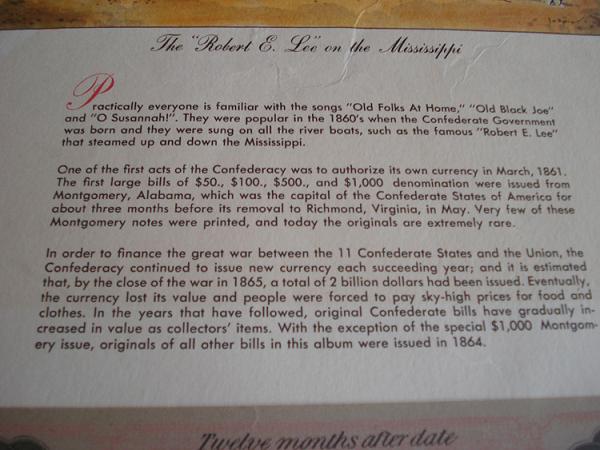 The "Robert E. Lee" on the Mississippi
Practically everyone is familiar with the songs "Old Folks At Home," "Old Black Joe"
and "O Susannah!". They were popular in the 1860's when the Confederate Government
was born and they were sung on all the river boats, such as the famous "Robert E. Lee"
that steamed up and down the Mississippi.
One of the first acts of the Confederacy was to authorize its own currency in March, 1861.
The first large bills of $50., $100., $500., and $1,000 denomination were issued from
Montgomery, Alabama, which was the capital of the Confederate States of America for
about three months before its removal to Richmond, Virginia, in May. Very few of these
Montgomery notes were printed, and today the originals are extremely rare.
In order to finance the great war between the 11 Confederate States and the Union, the
Confederacy continued to issue new currency each succeeding year; and it is estimated
that, by the close of the war in 1865, a total of 2 billion dollars had been issued. Eventually,
the currency lost its value and people were forced to pay sky-high prices for food and
clothes. In the years that have followed, original Confederate bills have gradually in-
creased in value as collectors' items. With the exception of the special $1,000 Montgom-
ery issue, originals of all other bills in this album were issued in 1864.
Twelve months after date